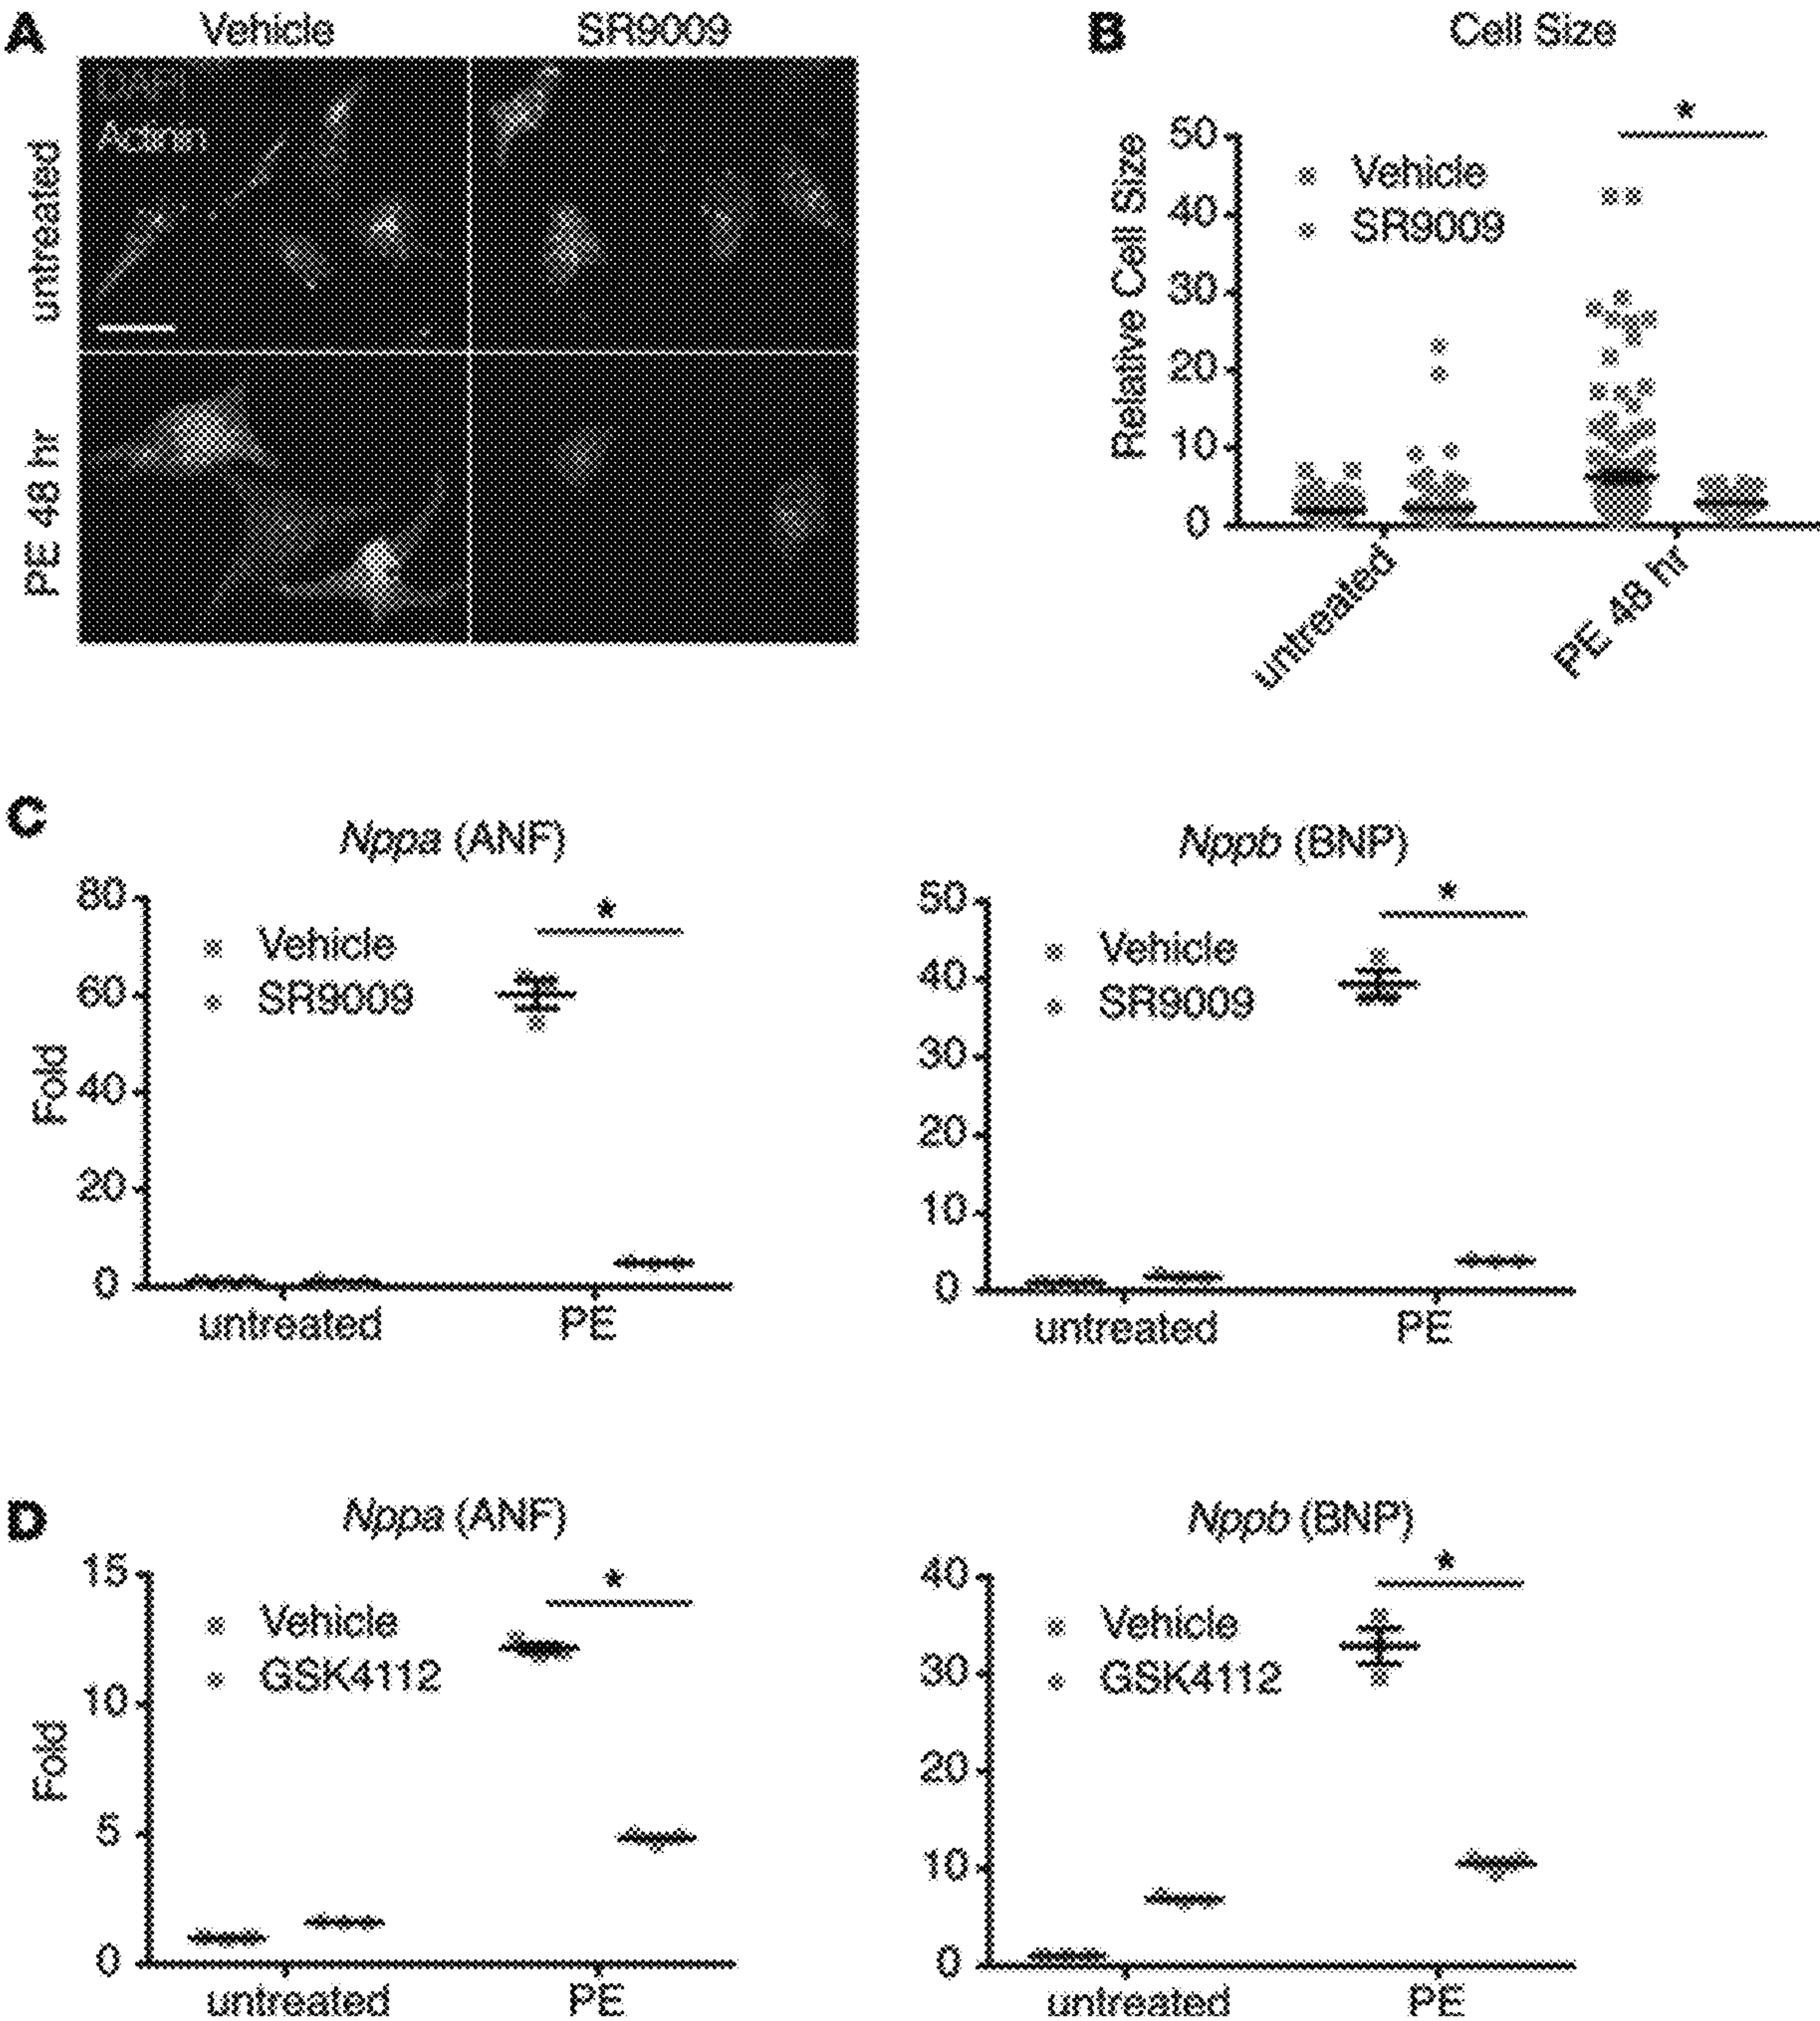 A
Vehicle
SR9009
DAPI
Actinin
untreated
PE 48 hr
B
Cell Size
Relative Cell Size
50
40
30
20
10
0
Vehicle
SR9009
*
untreated
PE 48 hr
C
Nppa (ANF)
Fold
80
60
40
20
0
Vehicle
SR9009
*
untreated
PE
Nppb (BNP)
50
40
30
20
10
0
Vehicle
SR9009
*
untreated
PE
D
Nppa (ANF)
Fold
15
10
5
0
Vehicle
GSK4112
*
untreated
PE
Nppb (BNP)
40
30
20
10
0
Vehicle
GSK4112
*
untreated
PE